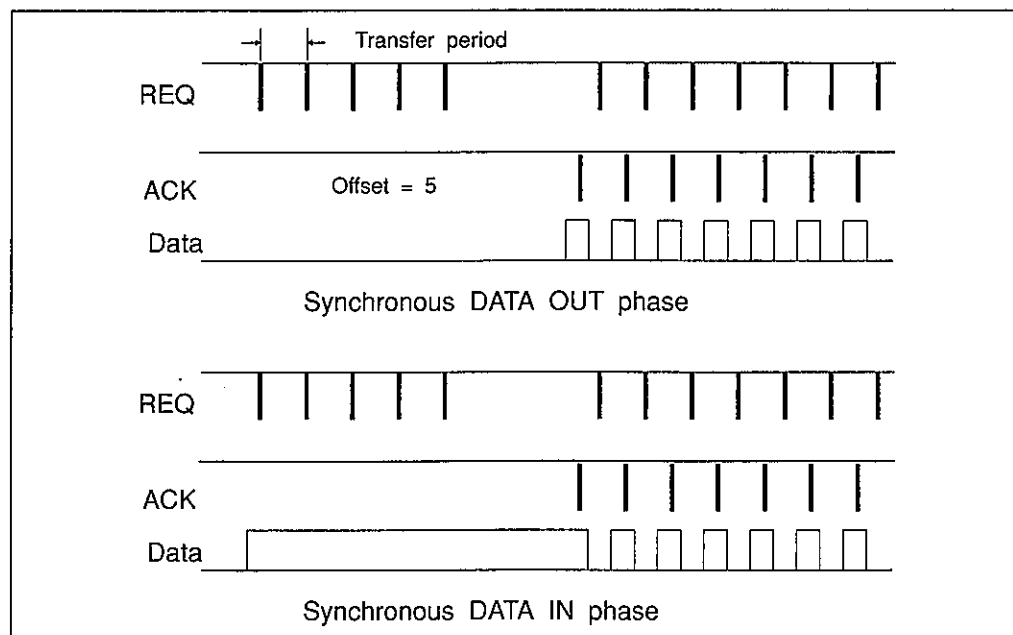 Transfer period
REQ
ACK
Offset = 5
Data
Synchronous DATA OUT phase
REQ
ACK
Data
Synchronous DATA IN phase